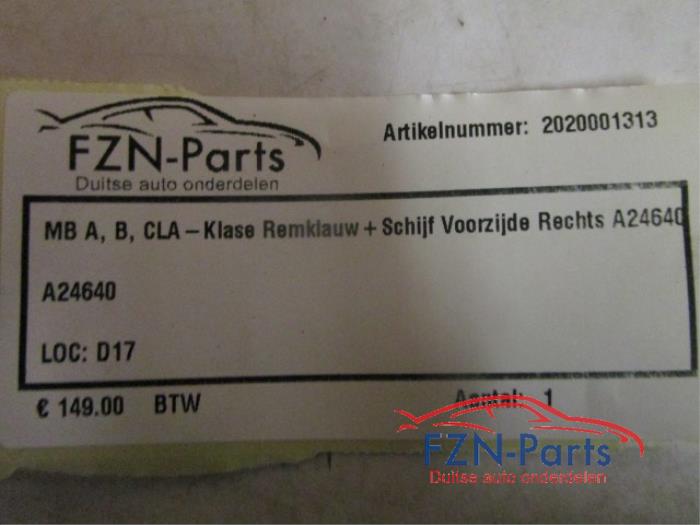 FZN-Parts
Duitse auto onderdelen
Artikelnummer: 2020001313
MB A, B, CLA – Klase Remklauw + Schijf Voorzijde Rechts A24640
A24640
LOC: D17
€ 149.00 BTW Aantal: 1
FZN-Parts
Duitse auto onderdelen